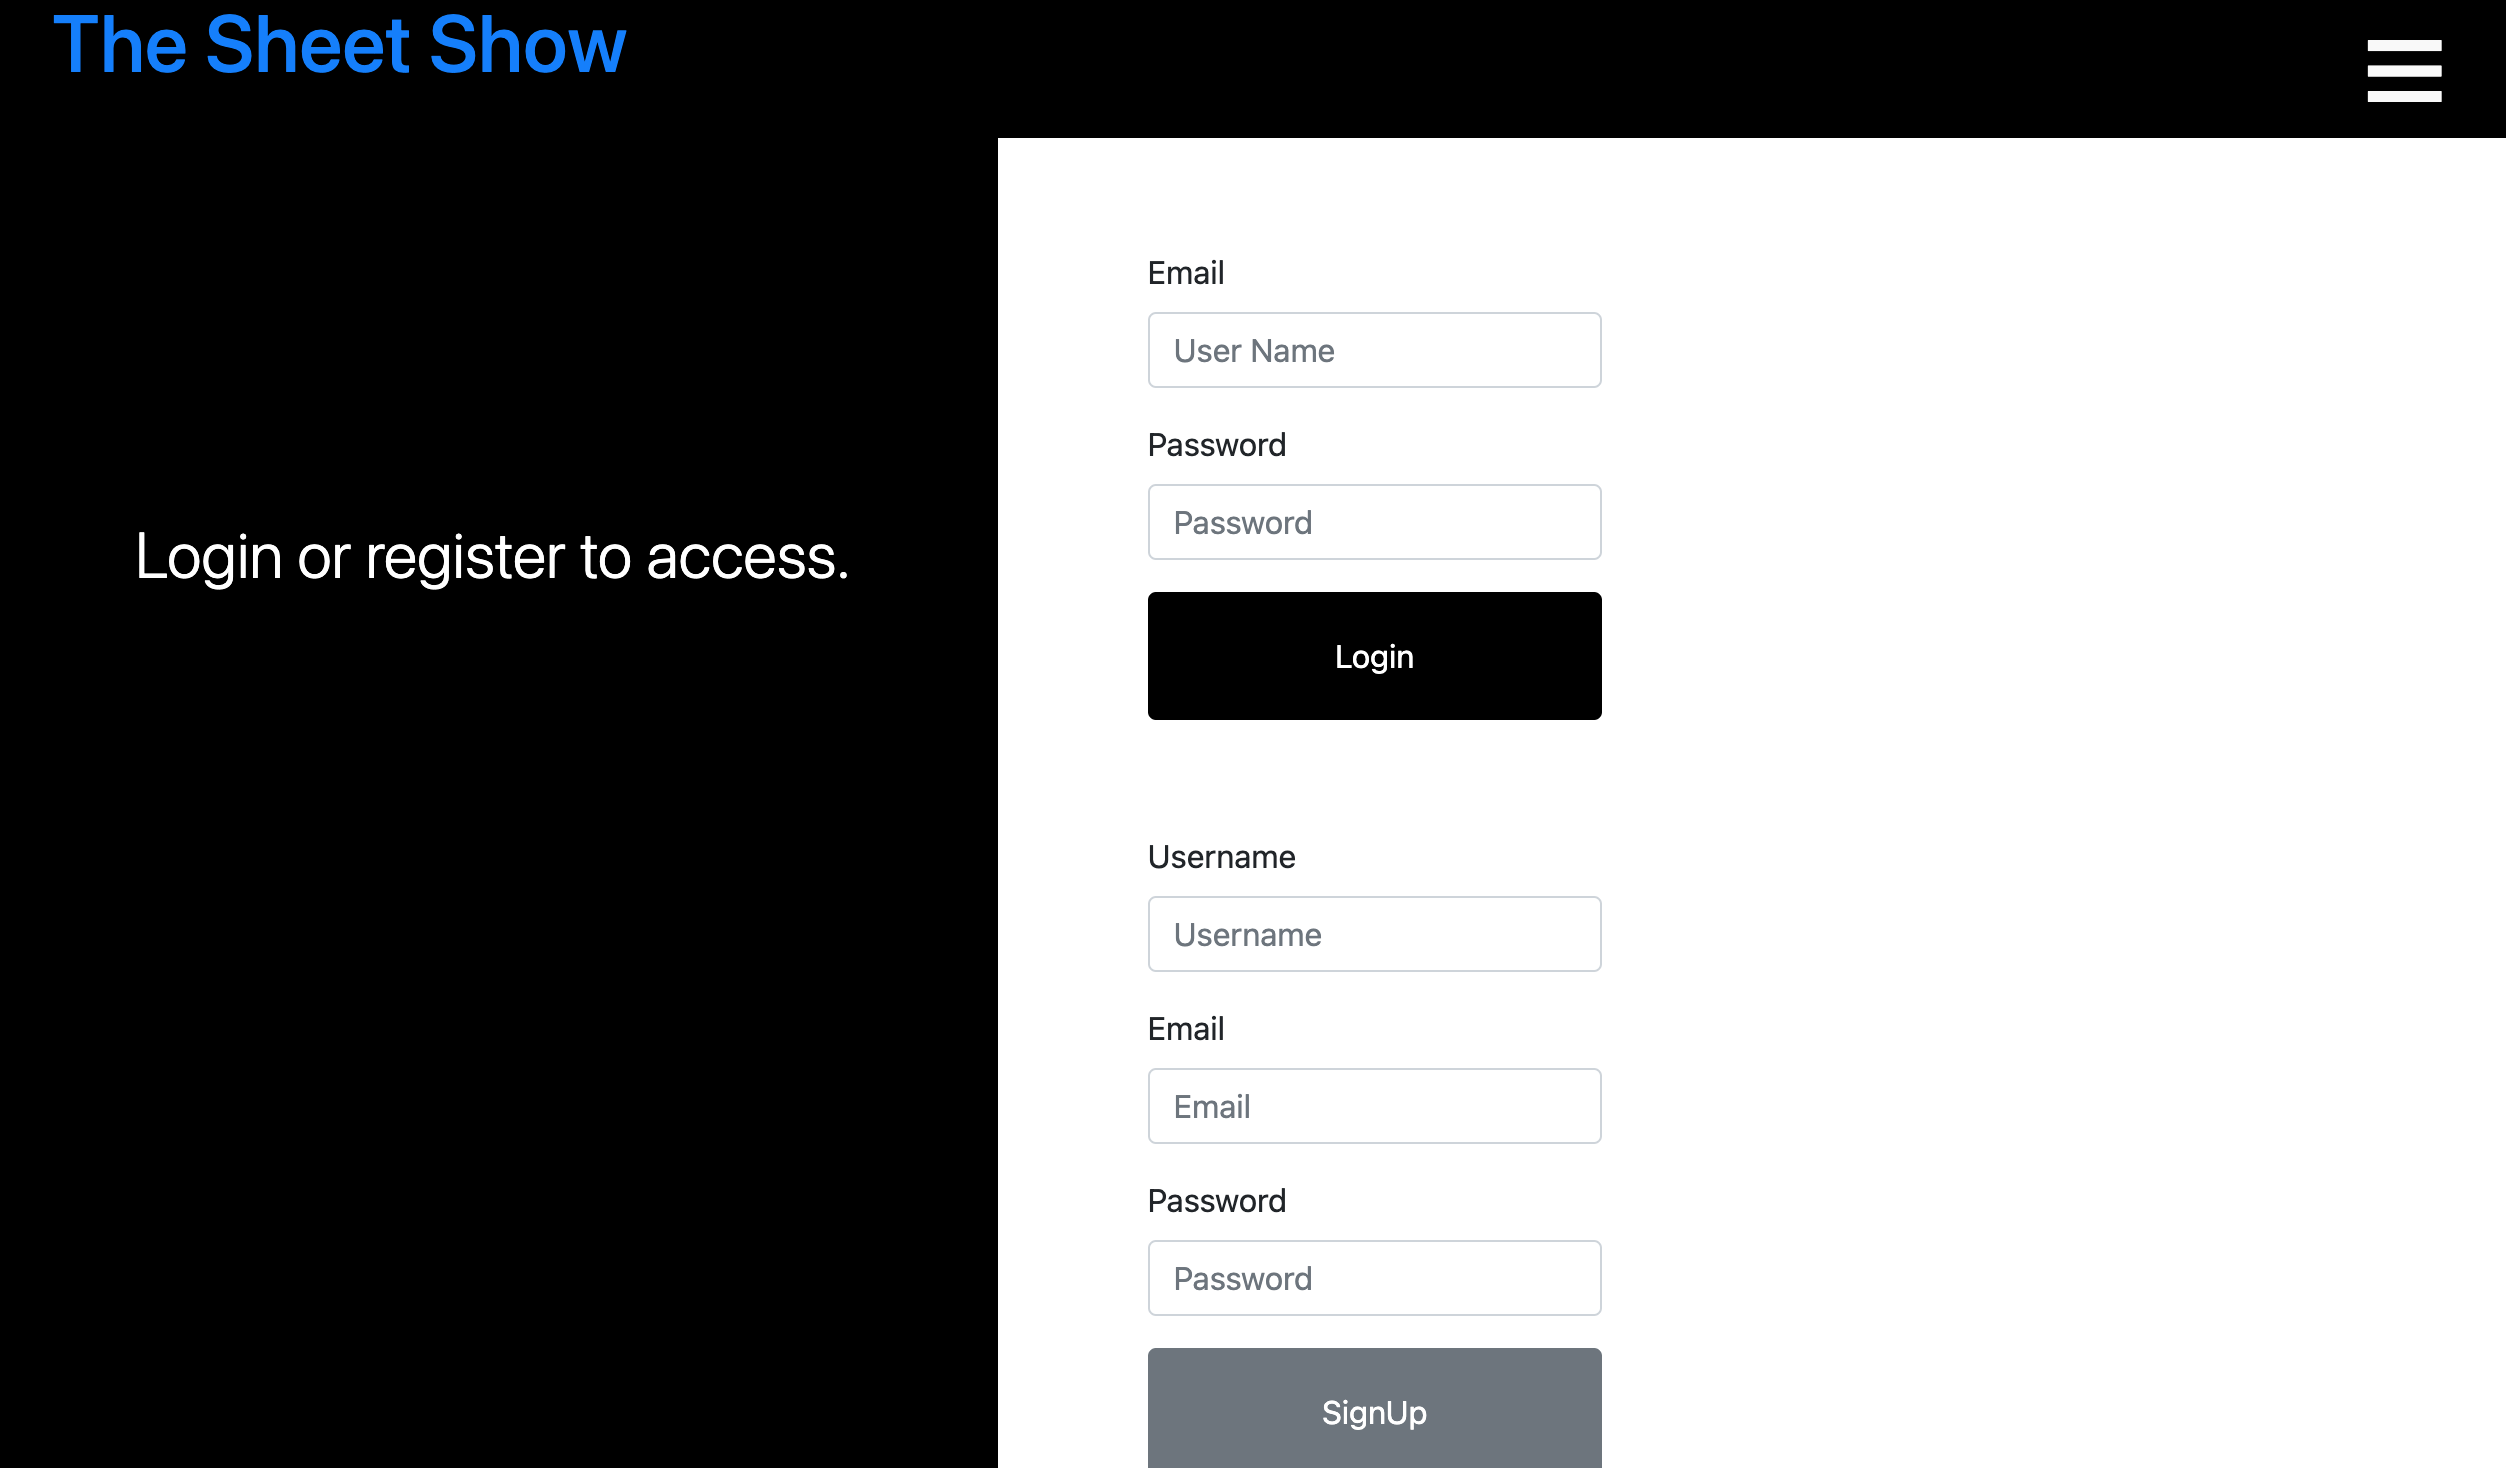 The Sheet Show
Login or register to access.
Email
User Name
Password
Password
Login
Username
Username
Email
Email
Password
Password
SignUp